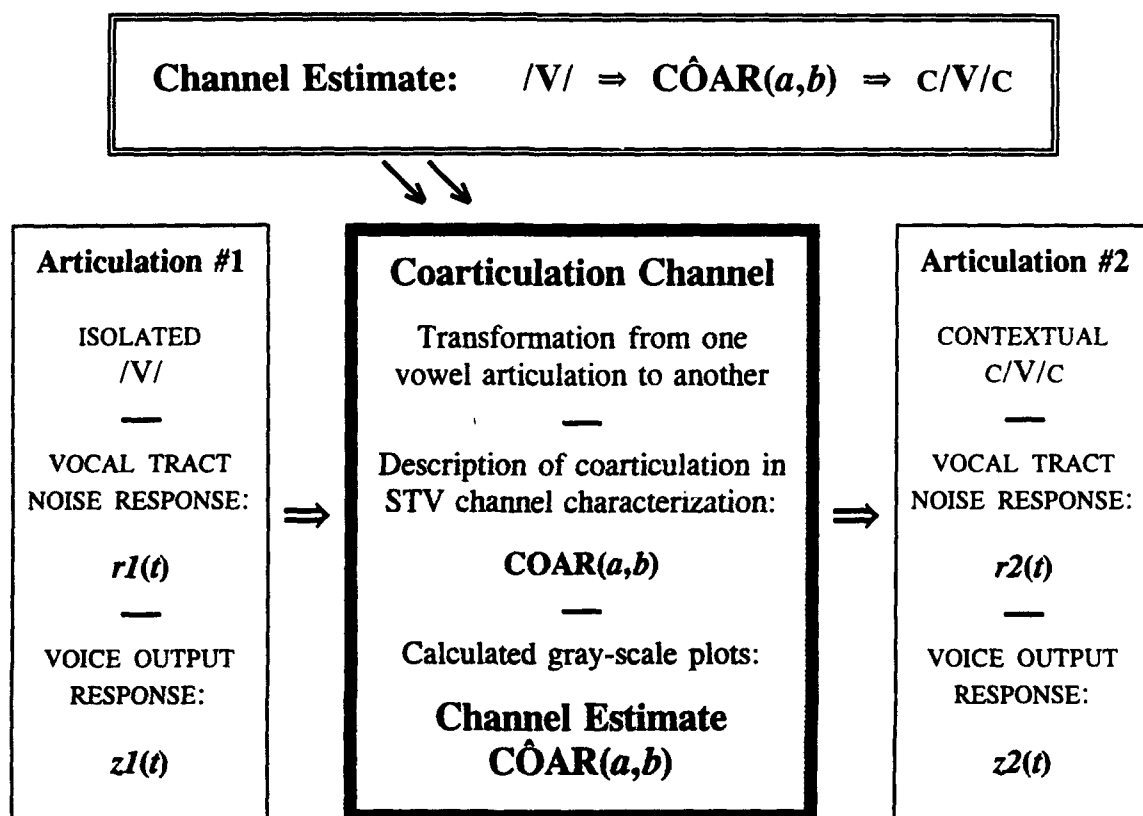 Channel Estimate: /V/ ⇒ CÔAR(a,b) ⇒ C/V/C
Articulation #1
ISOLATED
/V/
VOCAL TRACT
NOISE RESPONSE:
r1(t)
VOICE OUTPUT
RESPONSE:
z1(t)
Coarticulation Channel
Transformation from one
vowel articulation to another
Description of coarticulation in
STV channel characterization:
COAR(a,b)
Calculated gray-scale plots:
Channel Estimate
CÔAR(a,b)
Articulation #2
CONTEXTUAL
C/V/C
VOCAL TRACT
NOISE RESPONSE:
r2(t)
VOICE OUTPUT
RESPONSE:
z2(t)